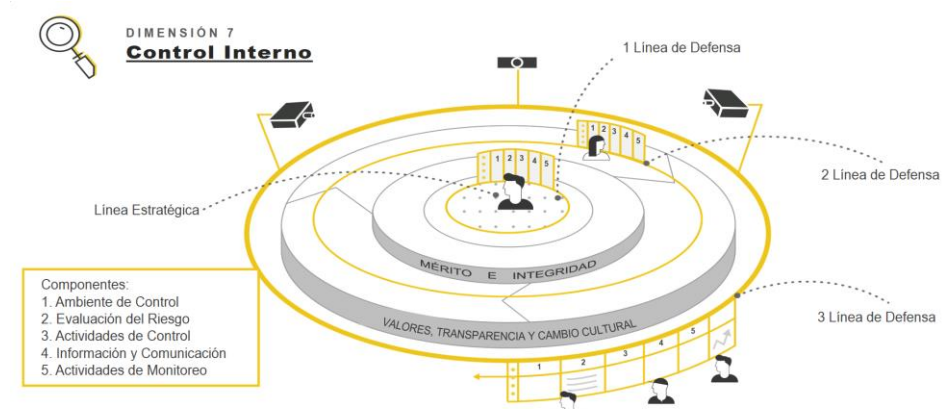 DIMENSIÓN 7
Control Interno
1 Línea de Defensa
1 2 3 4 5
1 2 3 4 5
2 Línea de Defensa
Línea Estratégica
MÉRITO E INTEGRIDAD
Componentes:
1. Ambiente de Control
2. Evaluación del Riesgo
3. Actividades de Control
4. Información y Comunicación
5. Actividades de Monitoreo
VALORES, TRANSPARENCIA Y CAMBIO CULTURAL
3 Línea de Defensa
1 2 3 4 5